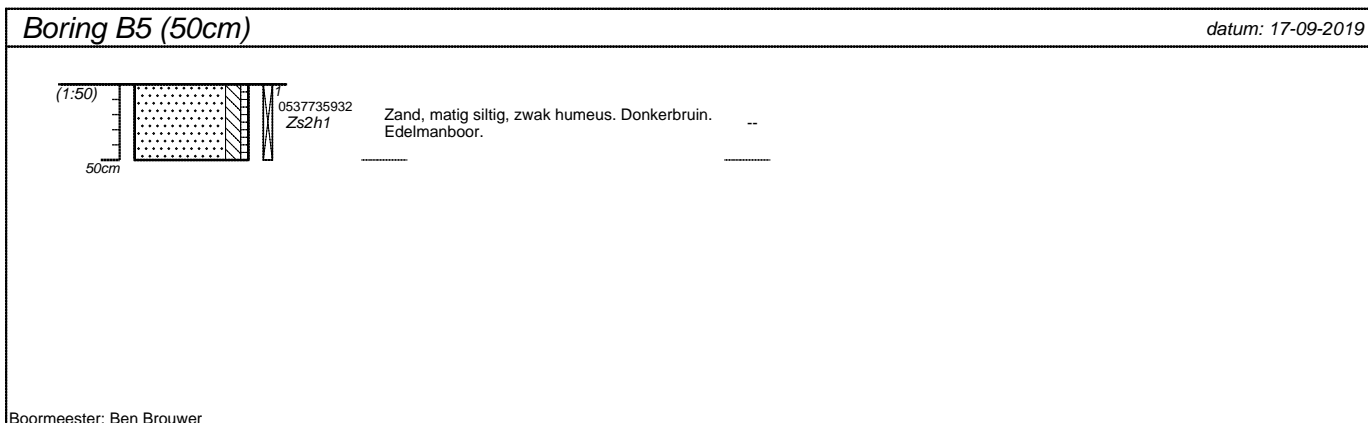 Boring B5 (50cm)
datum: 17-09-2019
(1:50)
1
0537735932
Zs2h1
Zand, matig siltig, zwak humeus. Donkerbruin.
Edelmanboor.
--
50cm
Boormeester: Ben Brouwer